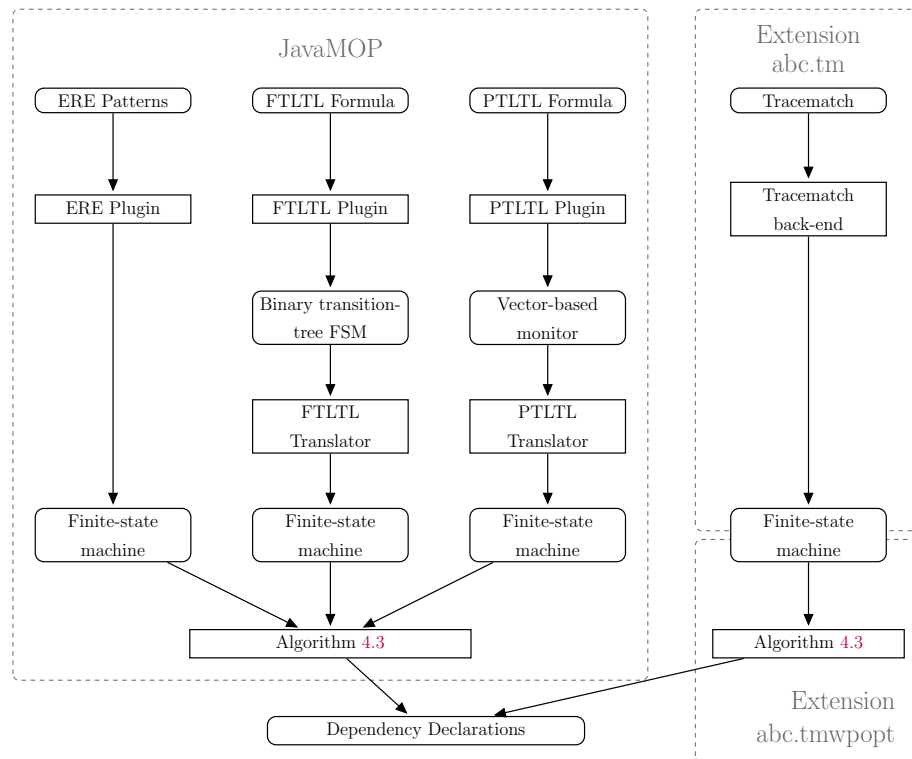 JavaMOP
Extension
abc.tm
ERE Patterns
FTLTL Formula
PTLTL Formula
Tracematch
ERE Plugin
FTLTL Plugin
PTLTL Plugin
Tracematch
back-end
Binary transition-
tree FSM
Vector-based
monitor
FTLTL
Translator
PTLTL
Translator
Finite-state
machine
Finite-state
machine
Finite-state
machine
Finite-state
machine
Algorithm 4.3
Algorithm 4.3
Dependency Declarations
Extension
abc.tmwpopt